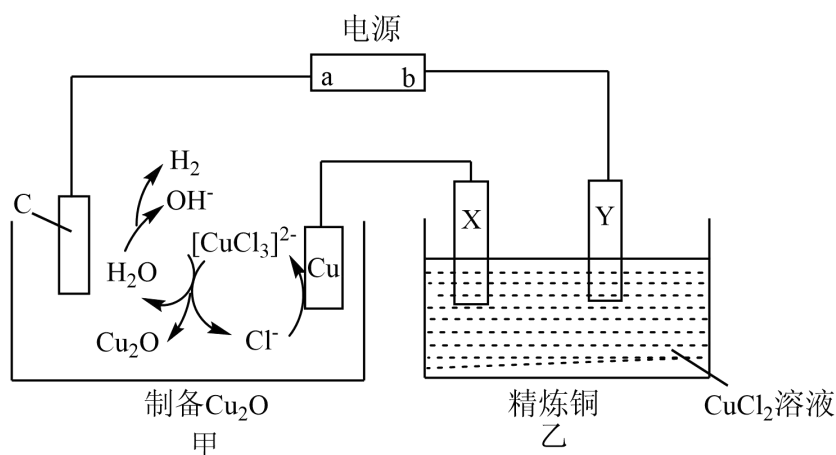 电源
a b
H₂
C
OH⁻
[CuCl₃]²⁻
Cu
X
Y
H₂O
Cu₂O
Cl⁻
制备Cu₂O
甲
精炼铜
乙
CuCl₂溶液